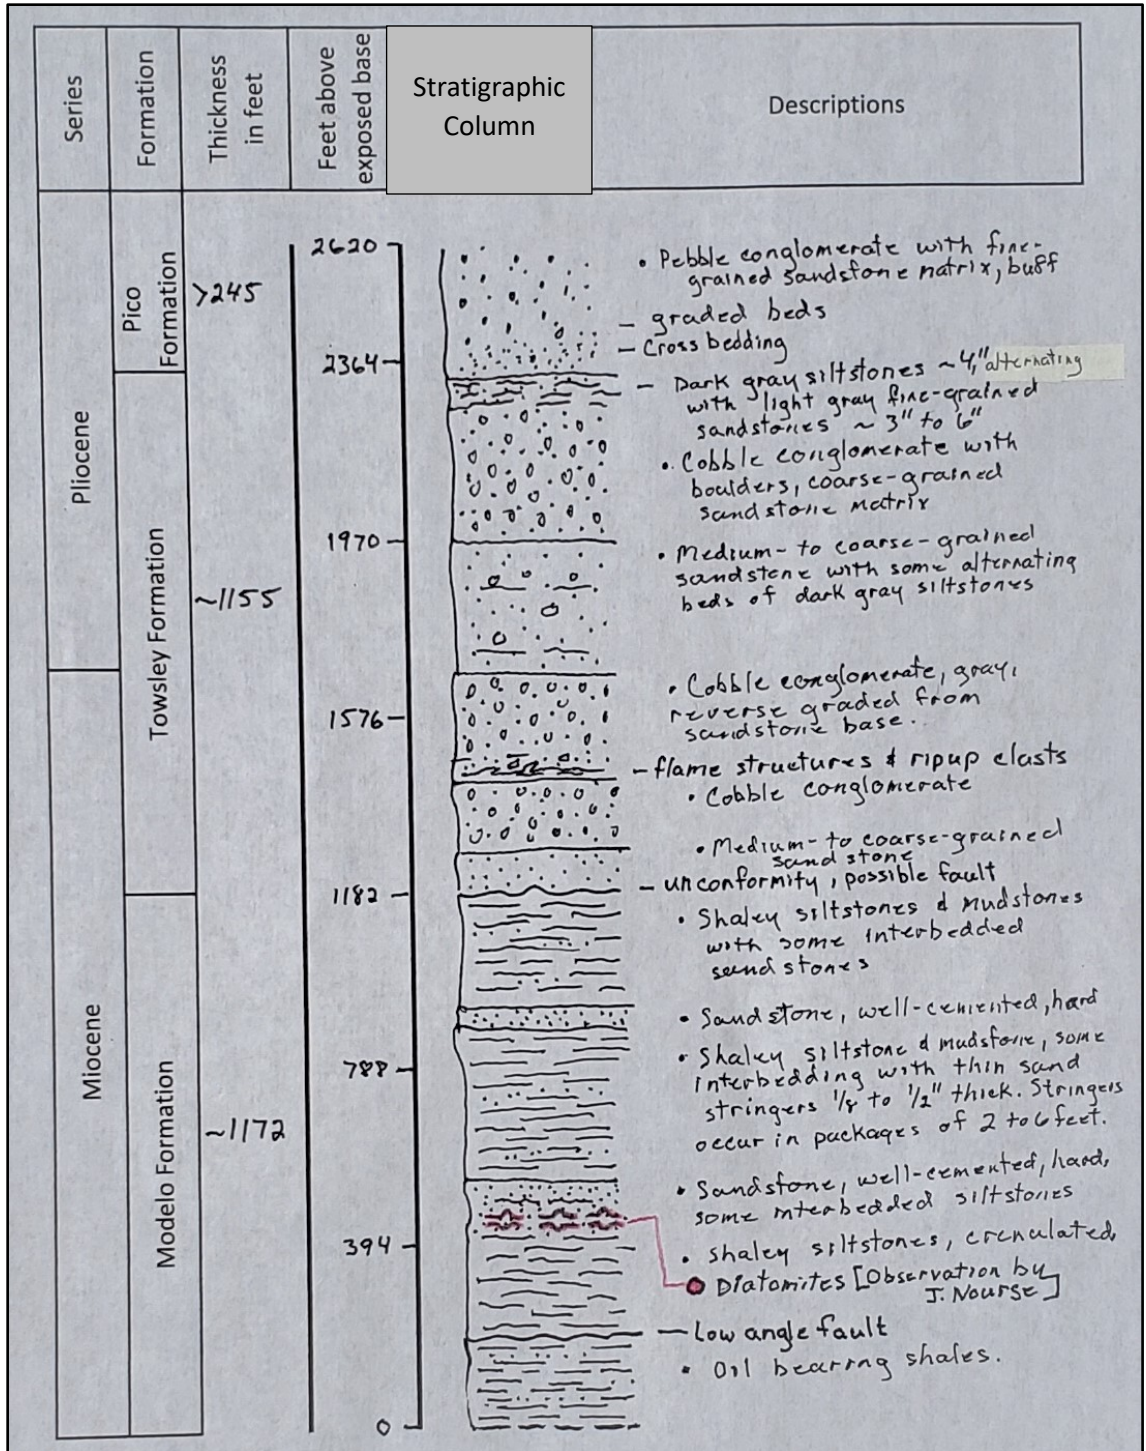 Series
Formation
Thickness
in feet
Feet above
exposed base
Stratigraphic
Column
Descriptions
Pliocene
Miocene
Pico
Formation
Towsley Formation
Modelo Formation
>245
~1155
~1172
2620
2364
1970
1576
1182
788
394
0
• Pebble conglomerate with fine-
grained sandstone matrix, buff
– graded beds
– Cross bedding
– Dark gray siltstones ~4," alternating
with light gray fine-grained
sandstones ~ 3" to 6"
• Cobble conglomerate with
boulders, coarse-grained
sandstone matrix
• Medium- to coarse-grained
sandstone with some alternating
beds of dark gray siltstones
• Cobble conglomerate, gray,
reverse graded from
sandstone base.
– flame structures & ripup clasts
• Cobble conglomerate
• Medium- to coarse-grained
sand stone
– unconformity, possible fault
• Shaley siltstones & mudstones
with some interbedded
sandstones
• Sandstone, well-cemented, hard
• Shaley siltstone & mudstone, some
interbedding with thin sand
stringers 1/8 to 1/2" thick. Stringers
occur in packages of 2 to 6 feet.
• Sandstone, well-cemented, hard,
some interbedded siltstones
• Shaley siltstones, crenulated,
Diatomites [Observation by
J. Nourse]
– Low angle fault
• Oil bearing shales.